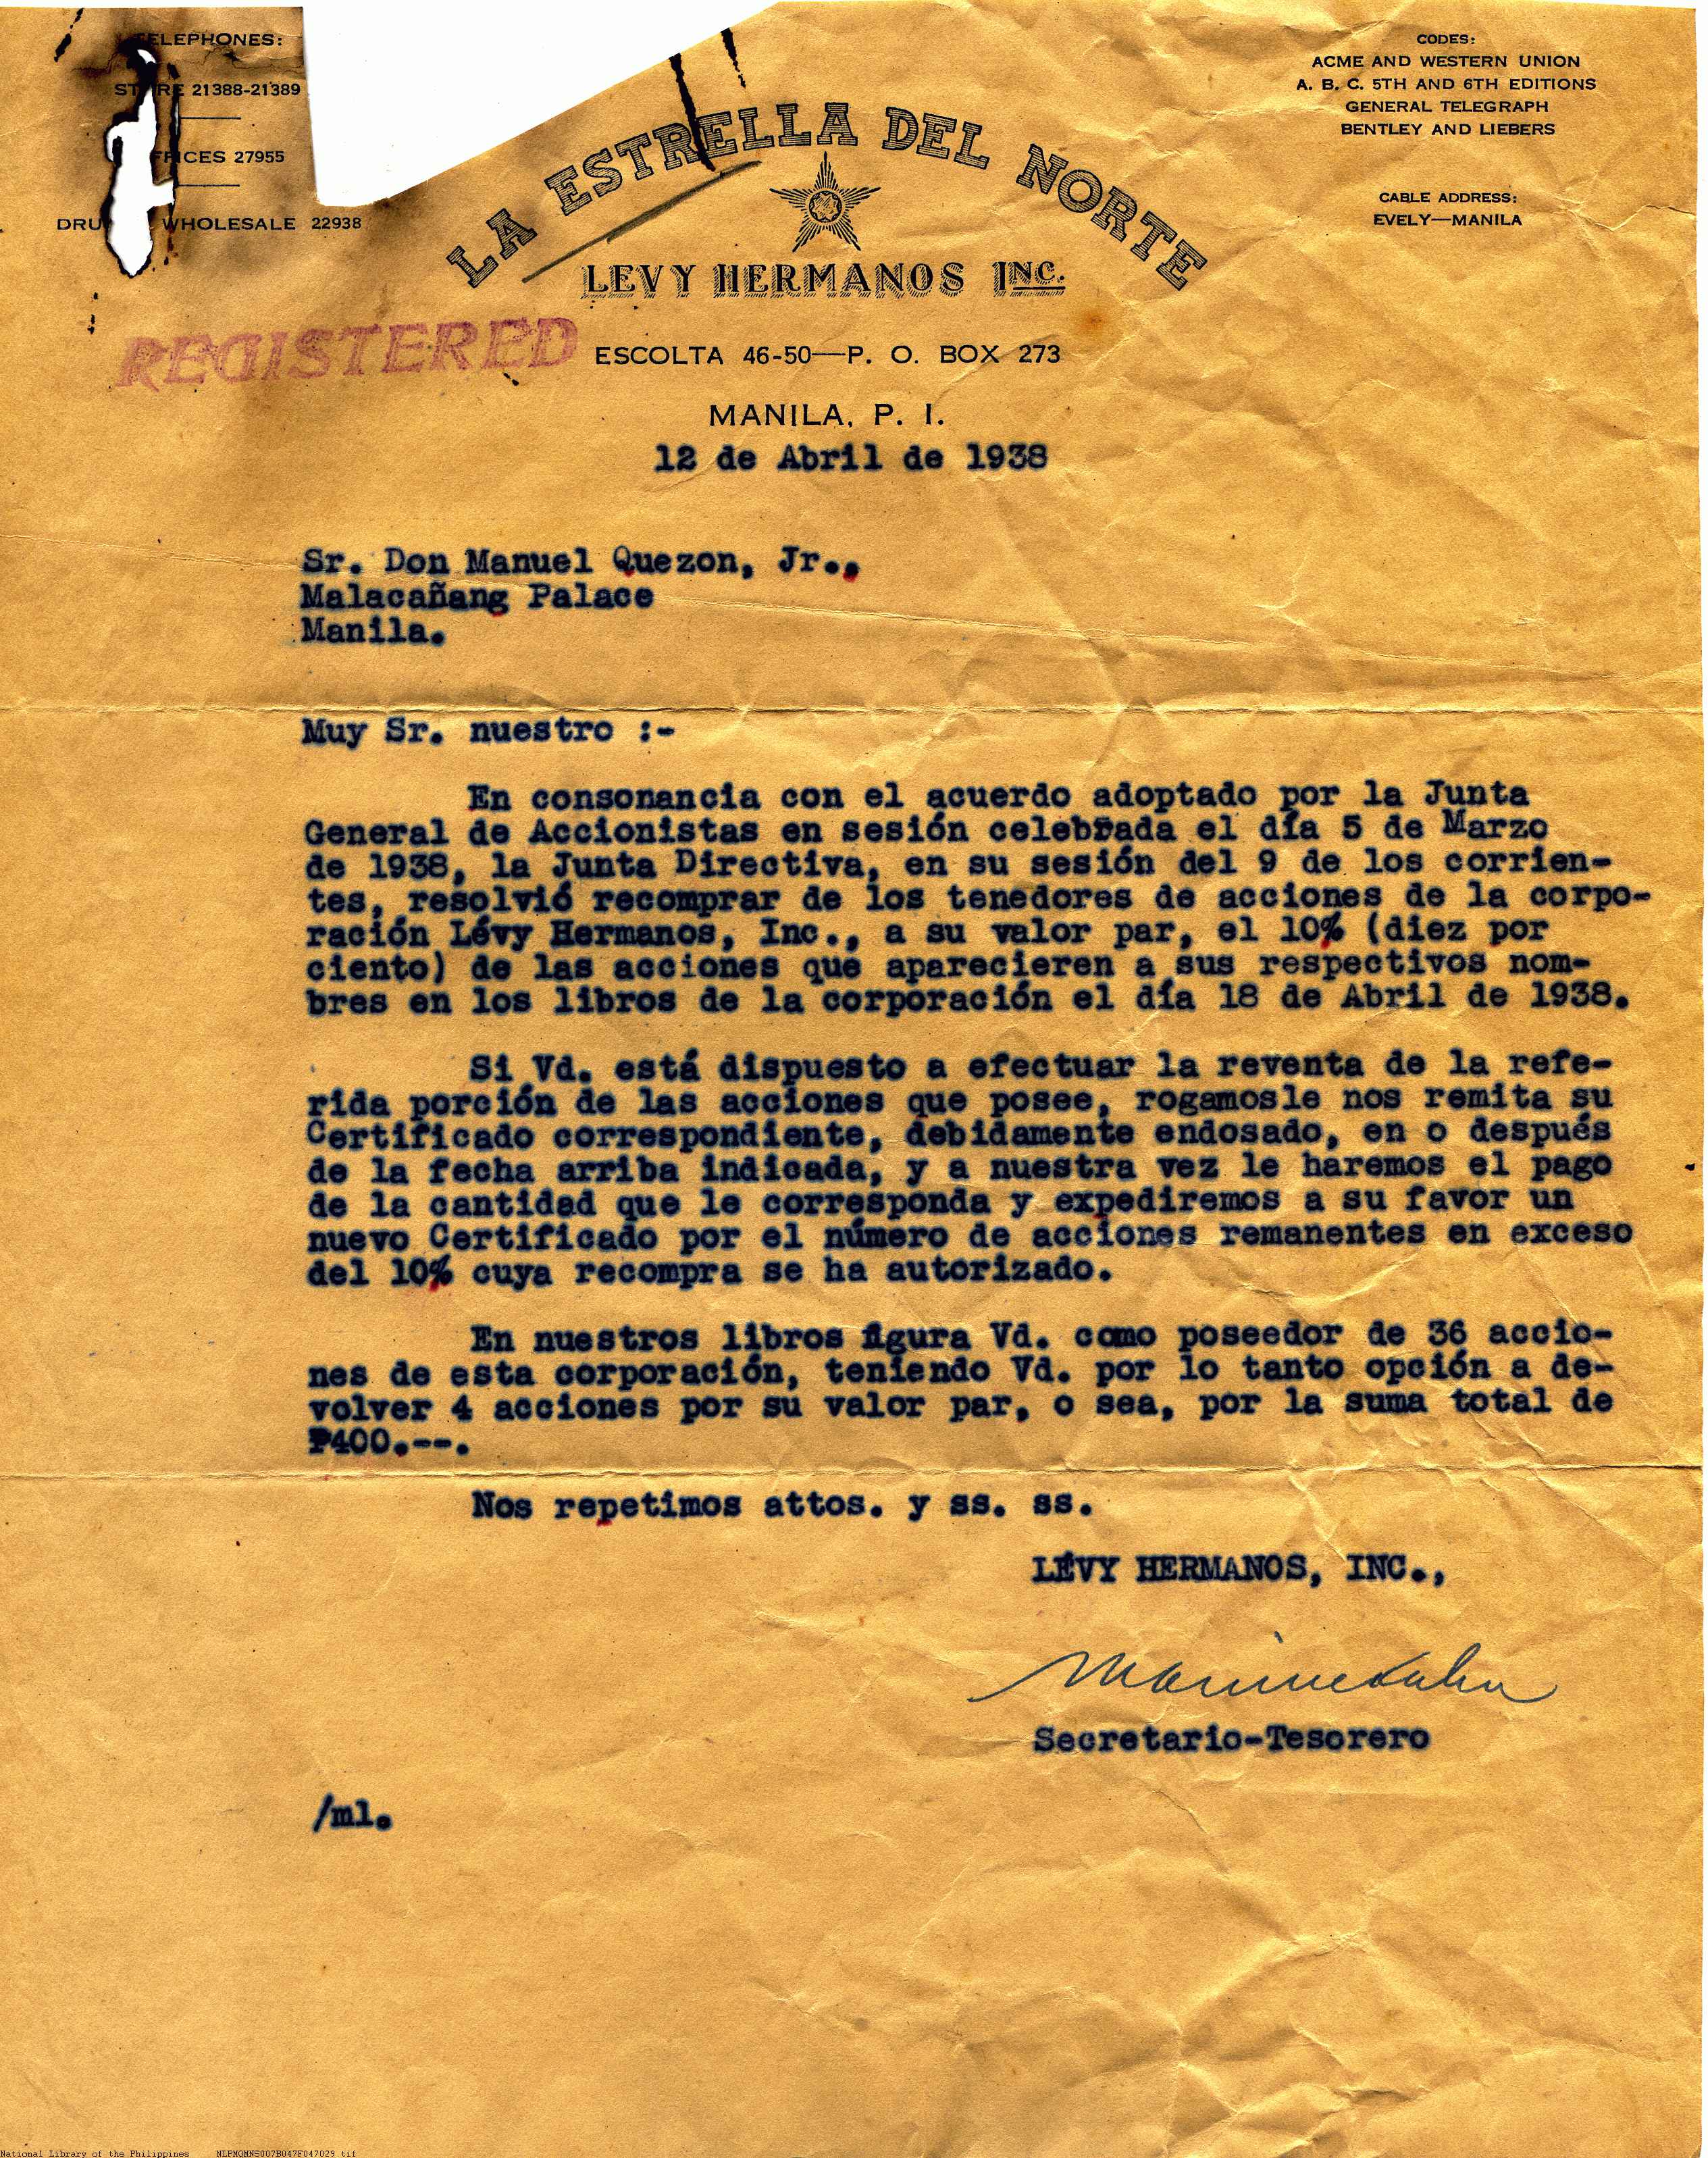 TELEPHONES:
STORE 21388-21389
OFFICES 27955
WHOLESALE 22938
CODES:
ACME AND WESTERN UNION
A. B. C. 5TH AND 6TH EDITIONS
GENERAL TELEGRAPH
BENTLEY AND LIEBERS
CABLE ADDRESS:
EVELY—MANILA
LA ESTRELLA DEL NORTE
LEVY HERMANOS INC.
REGISTERED
ESCOLTA 46-50—P. O. BOX 273
MANILA, P. I.
12 de Abril de 1938
Sr. Don Manuel Quezon, Jr.,
Malacañang Palace
Manila.
Muy Sr. nuestro :-
En consonancia con el acuerdo adoptado por la Junta
General de Accionistas en sesión celebrada el día 5 de Marzo
de 1938, la Junta Directiva, en su sesión del 9 de los corrien-
tes, resolvió recomprar de los tenedores de acciones de la corpo-
ración Lévy Hermanos, Inc., a su valor par, el 10% (diez por
ciento) de las acciones que aparecieren a sus respectivos nom-
bres en los libros de la corporación el día 18 de Abril de 1938.
Si Vd. está dispuesto a efectuar la reventa de la refe-
rida porción de las acciones que posee, rogamosle nos remita su
Certificado correspondiente, debidamente endosado, en o después
de la fecha arriba indicada, y a nuestra vez le haremos el pago
de la cantidad que le corresponda y expediremos a su favor un
nuevo Certificado por el número de acciones remanentes en exceso
del 10% cuya recompra se ha autorizado.
En nuestros libros figura Vd. como poseedor de 36 accio-
nes de esta corporación, teniendo Vd. por lo tanto opción a de-
volver 4 acciones por su valor par, o sea, por la suma total de
₱400.--.
Nos repetimos attos. y ss. ss.
LÉVY HERMANOS, INC.,
Secretario-Tesorero
/ml.
National Library of the Philippines NLPMQMNS007B047F047029.tif